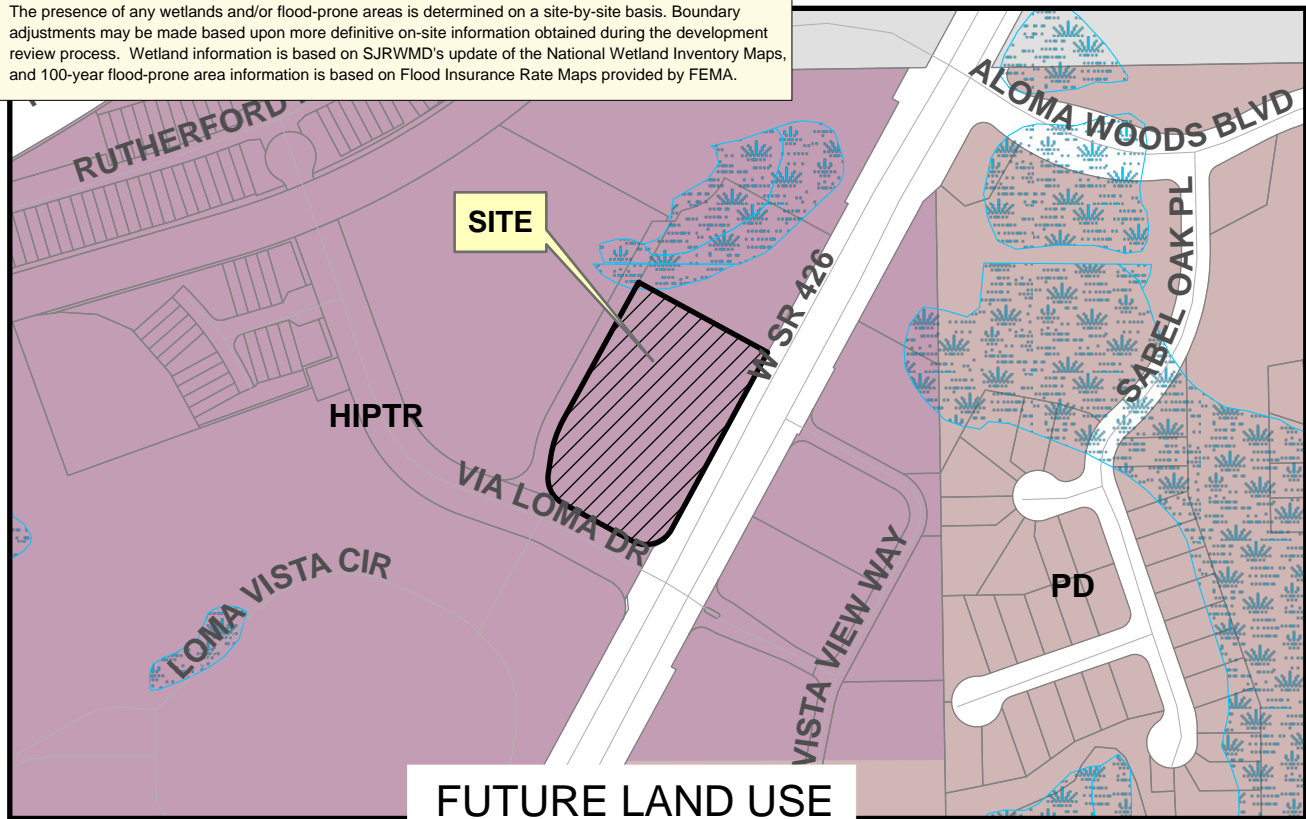 The presence of any wetlands and/or flood-prone areas is determined on a site-by-site basis. Boundary
adjustments may be made based upon more definitive on-site information obtained during the development
review process. Wetland information is based on SJRWMD's update of the National Wetland Inventory Maps,
and 100-year flood-prone area information is based on Flood Insurance Rate Maps provided by FEMA.
RUTHERFORD
ALOMA WOODS BLVD
SITE
SABEL OAK PL
W SR 426
HIPTR
VIA LOMA DR
LOMA VISTA CIR
VISTA VIEW WAY
PD
FUTURE LAND USE